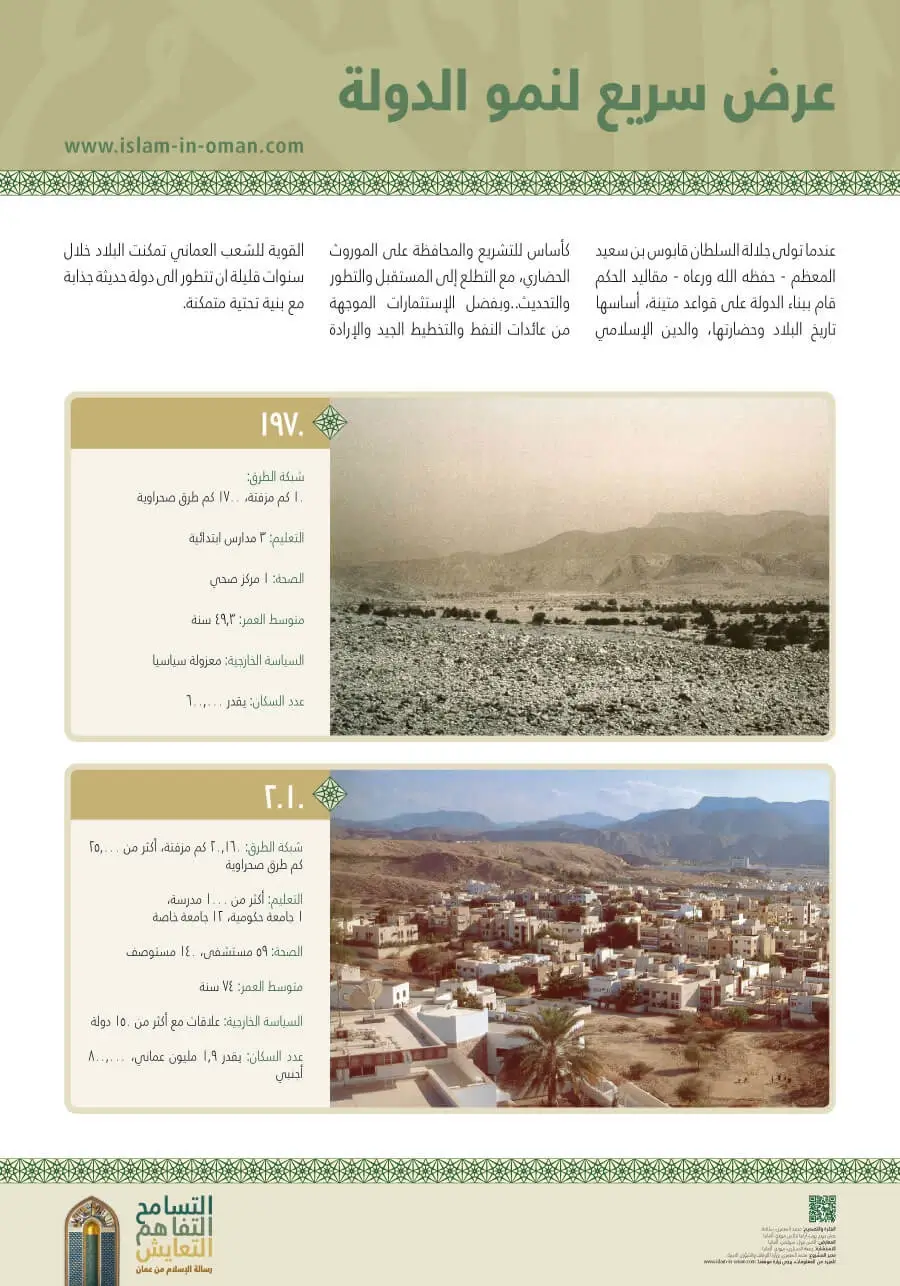 عرض سريع لنمو الدولة
www.islam-in-oman.com
عندما تولى جلالة السلطان قابوس بن سعيد
المعظم - حفظه الله ورعاه - مقاليد الحكم
قام ببناء الدولة على قواعد متينة، أساسها
تاريخ البلاد وحضارتها، والدين الإسلامي
كأساس للتشريع والمحافظة على الموروث
الحضاري، مع التطلع إلى المستقبل والتطور
والتحديث..وبفضل الإستثمارات الموجهة
من عائدات النفط والتخطيط الجيد والإرادة
القوية للشعب العماني تمكنت البلاد خلال
سنوات قليلة ان تتطور الى دولة حديثة جذابة
مع بنية تحتية متمكنة.
١٩٧٠
شبكة الطرق:
١٠ كم مزفتة، ١٧٠٠ كم طرق صحراوية
التعليم: ٣ مدارس ابتدائية
الصحة: ١ مركز صحي
متوسط العمر: ٤٩,٣ سنة
السياسة الخارجية: معزولة سياسيا
عدد السكان: يقدر ٦٠٠,٠٠٠
٢٠١٠
شبكة الطرق: ٢٠,١٦٠ كم مزفتة، أكثر من ٢٥,٠٠٠
كم طرق صحراوية
التعليم: أكثر من ١٠٠٠ مدرسة،
١ جامعة حكومية، ١٢ جامعة خاصة
الصحة: ٥٩ مستشفى، ١٤٠ مستوصف
متوسط العمر: ٧٤ سنة
السياسة الخارجية: علاقات مع أكثر من ١٥٠ دولة
عدد السكان: يقدر ١,٩ مليون عماني، ٨٠٠,٠٠٠
أجنبي
التسامح
التفاهم
التعايش
رسالة الإسلام من عمان
www.islam-in-oman.com